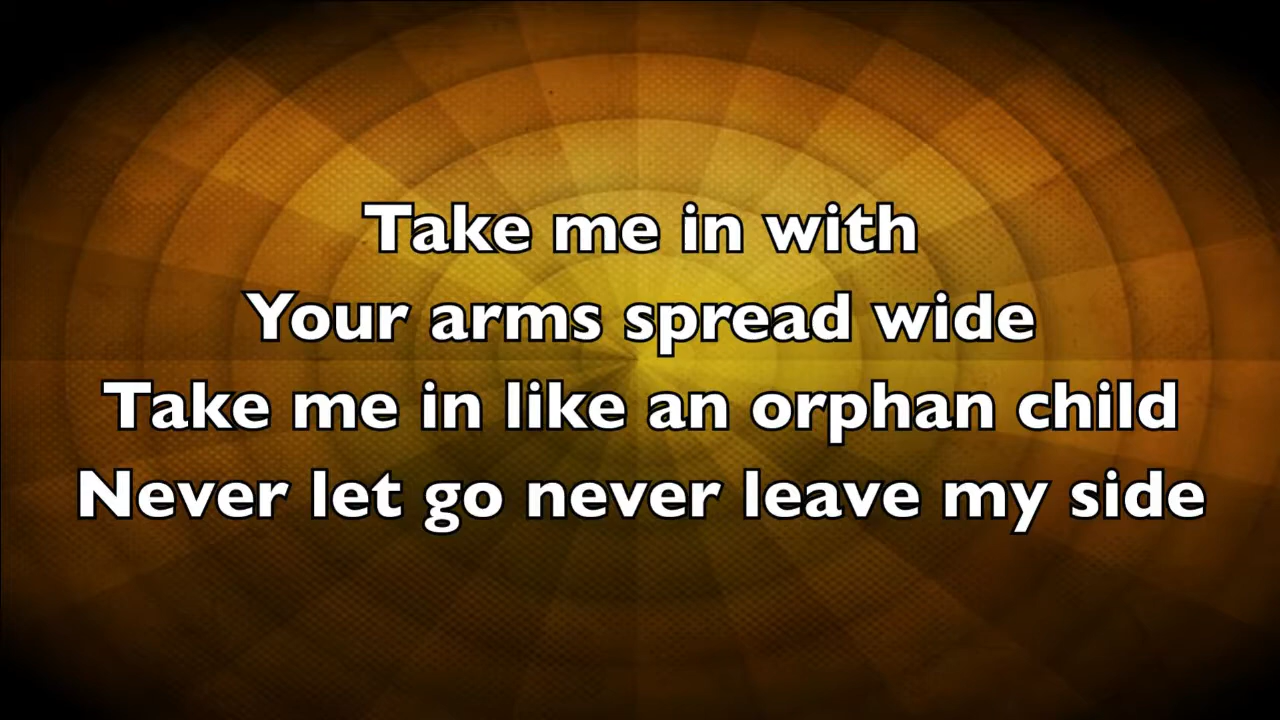 Take me in with
Your arms spread wide
Take me in like an orphan child
Never let go never leave my side